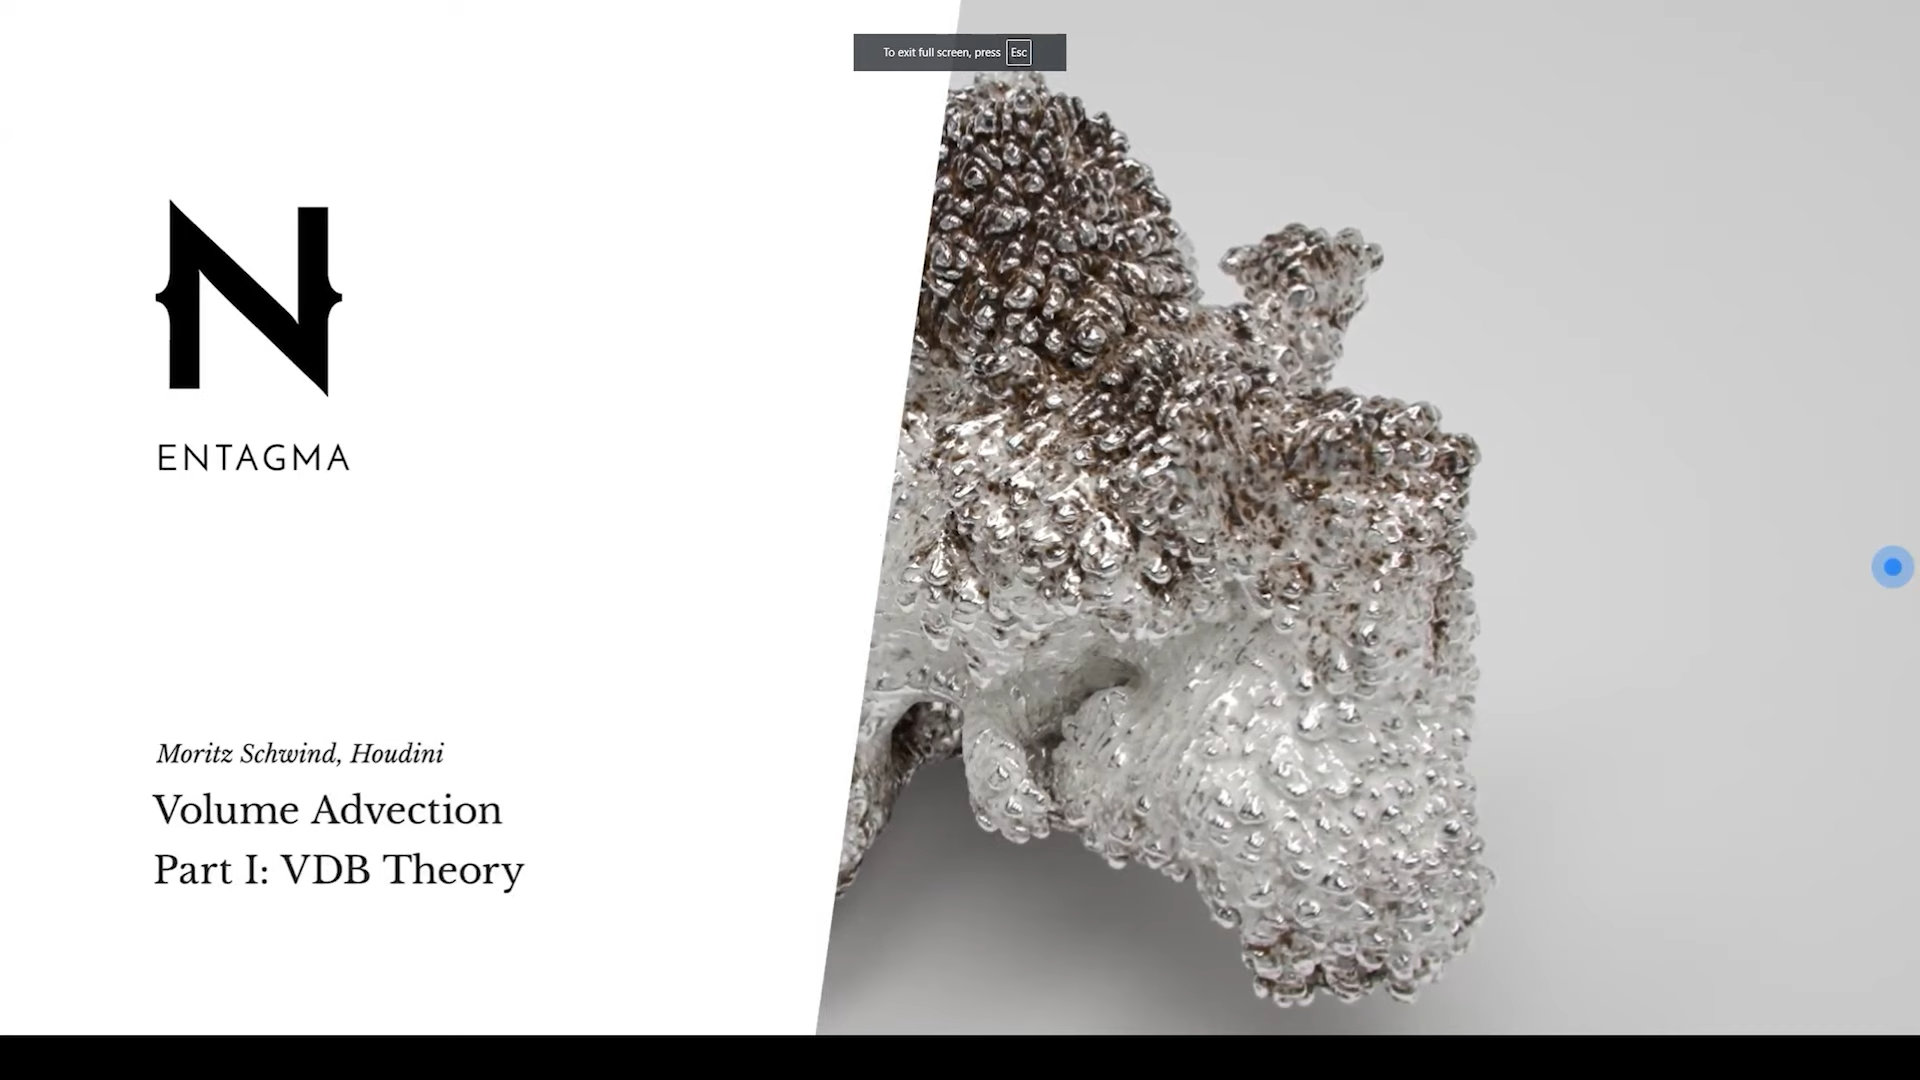 To exit full screen, press Esc
N
ENTAGMA
Moritz Schwind, Houdini
Volume Advection
Part I: VDB Theory